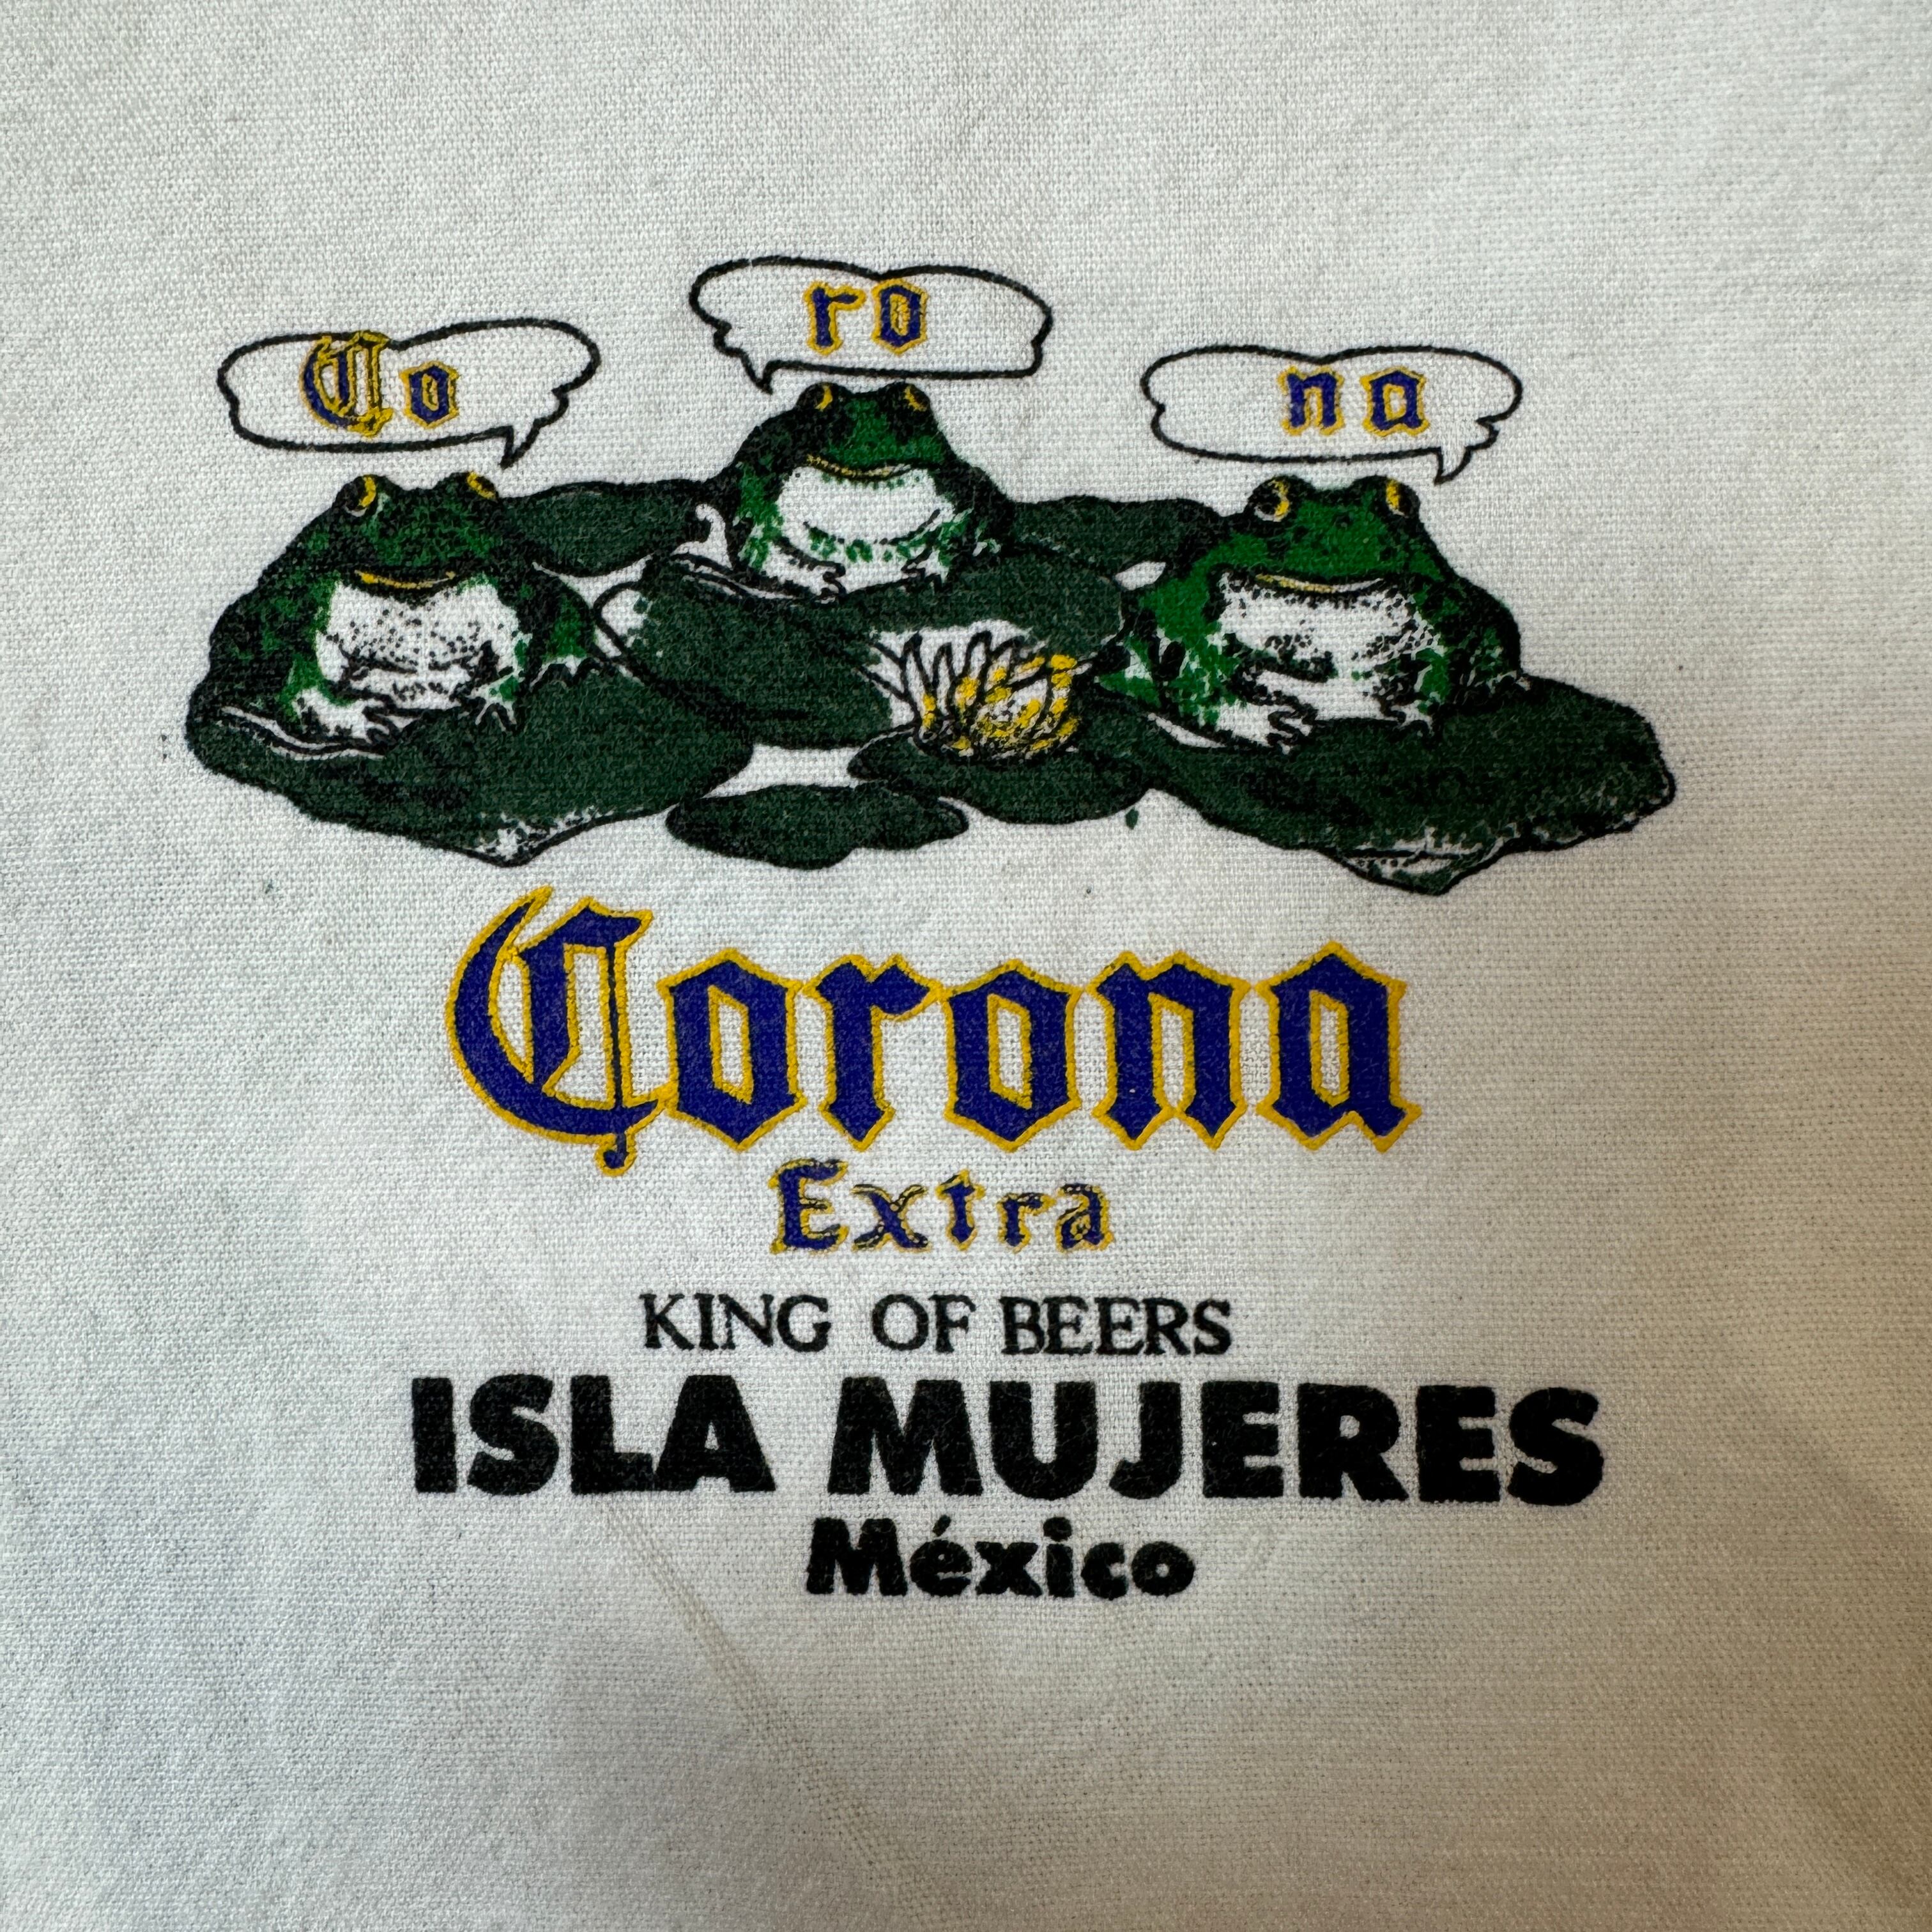 Co
ro
na
Corona
Extra
KING OF BEERS
ISLA MUJERES
México